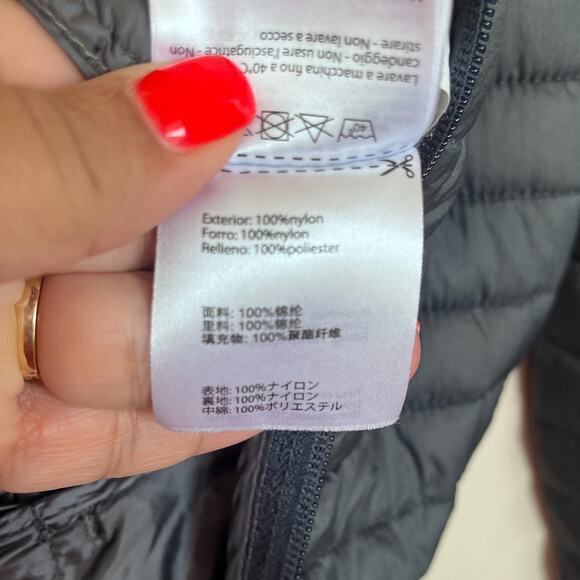 Lavare a macchina fino a 40°C
candeggio - Non usare l'asciugatrice - Non
stirare - Non lavare a secco
40°
Exterior: 100%nylon
Forro: 100%nylon
Relleno: 100%poliester
面料: 100%锦纶
里料: 100%锦纶
填充物: 100%聚酯纤维
表地: 100%ナイロン
裏地: 100%ナイロン
中綿: 100%ポリエステル